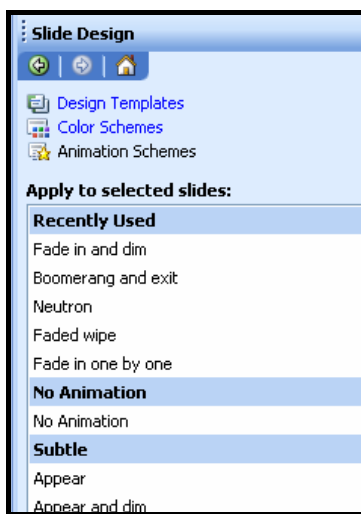 Slide Design
Design Templates
Color Schemes
Animation Schemes
Apply to selected slides:
Recently Used
Fade in and dim
Boomerang and exit
Neutron
Faded wipe
Fade in one by one
No Animation
No Animation
Subtle
Appear
Appear and dim